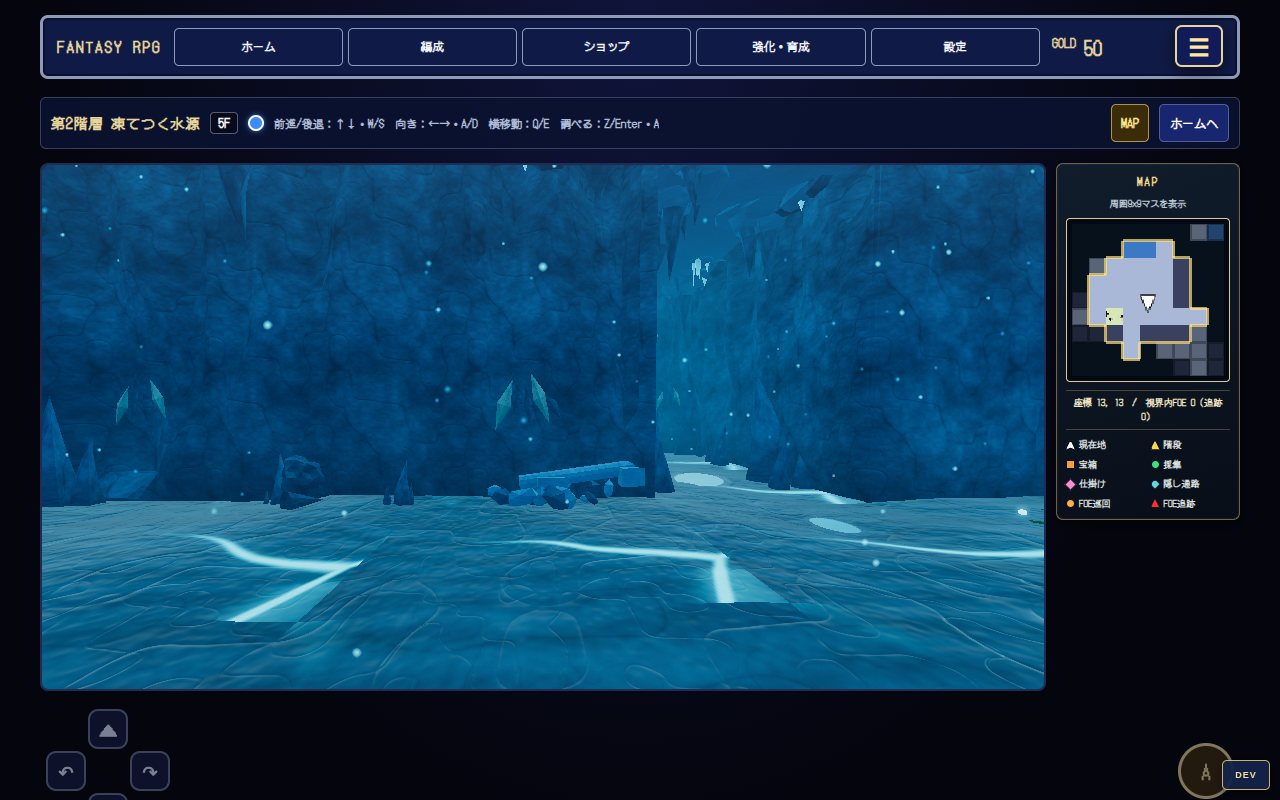 FANTASY RPG
ホーム
編成
ショップ
強化・育成
設定
GOLD 50
第2階層 凍てつく水源
5F
前進/後退：↑↓・W/S 向き：←→・A/D 横移動：Q/E 調べる：Z/Enter・A
MAP
ホームへ
MAP
周囲9x9マスを表示
座標 13, 13 / 視界内FOE 0（追跡
0）
現在地
階段
宝箱
採集
仕掛け
隠し通路
FOE巡回
FOE追跡
A
DEV